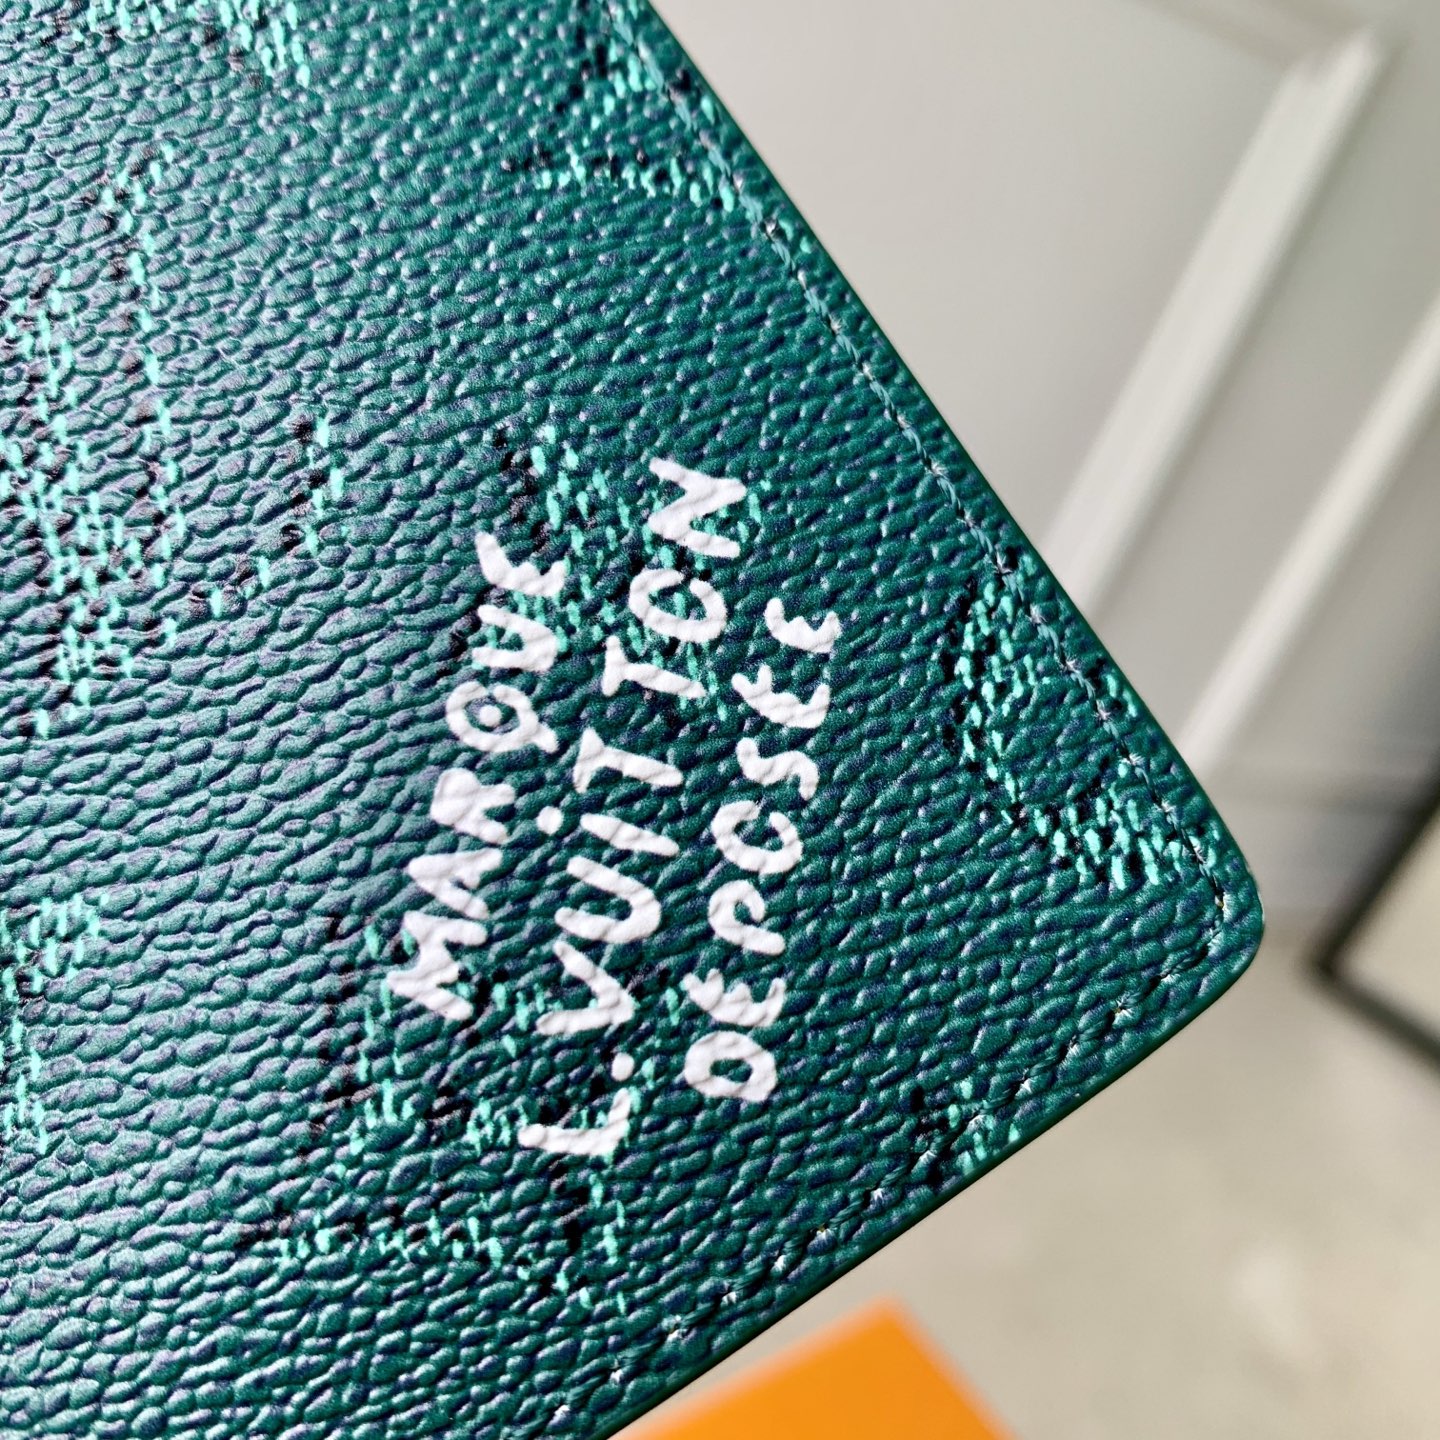 MARQUE
L. VUITTON
DEPOSEE